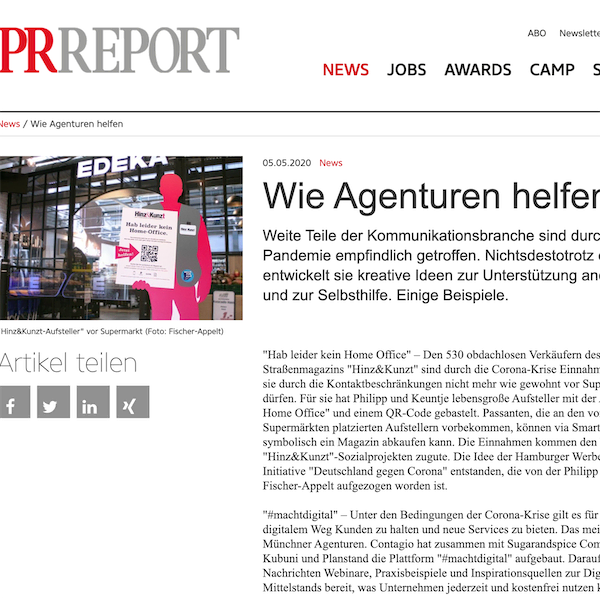 PRREPORT
ABO Newslette
NEWS JOBS AWARDS CAMP S
News / Wie Agenturen helfen
EDEKA
Hinz&Kunzt
Hab leider kein
Home-Office.
05.05.2020 News
Wie Agenturen helfen
Weite Teile der Kommunikationsbranche sind durc
Pandemie empfindlich getroffen. Nichtsdestotrotz
entwickelt sie kreative Ideen zur Unterstützung an
und zur Selbsthilfe. Einige Beispiele.
Hinz&Kunzt-Aufsteller" vor Supermarkt (Foto: Fischer-Appelt)
Artikel teilen
"Hab leider kein Home Office" – Den 530 obdachlosen Verkäufern des
Straßenmagazins "Hinz&Kunzt" sind durch die Corona-Krise Einnahm
sie durch die Kontaktbeschränkungen nicht mehr wie gewohnt vor Sup
dürfen. Für sie hat Philipp und Keuntje lebensgroße Aufsteller mit der A
Home Office" und einem QR-Code gebastelt. Passanten, die an den vor
Supermärkten platzierten Aufstellern vorbekommen, können via Smart
symbolisch ein Magazin abkaufen kann. Die Einnahmen kommen den
"Hinz&Kunzt"-Sozialprojekten zugute. Die Idee der Hamburger Werbe
Initiative "Deutschland gegen Corona" entstanden, die von der Philipp
Fischer-Appelt aufgezogen worden ist.
"#machtdigital" – Unter den Bedingungen der Corona-Krise gilt es für
digitalem Weg Kunden zu halten und neue Services zu bieten. Das mei
Münchner Agenturen. Contagio hat zusammen mit Sugarandspice Com
Kubuni und Planstand die Plattform "#machtdigital" aufgebaut. Darauf
Nachrichten Webinare, Praxisbeispiele und Inspirationsquellen zur Dig
Mittelstands bereit, was Unternehmen jederzeit und kostenfrei nutzen k